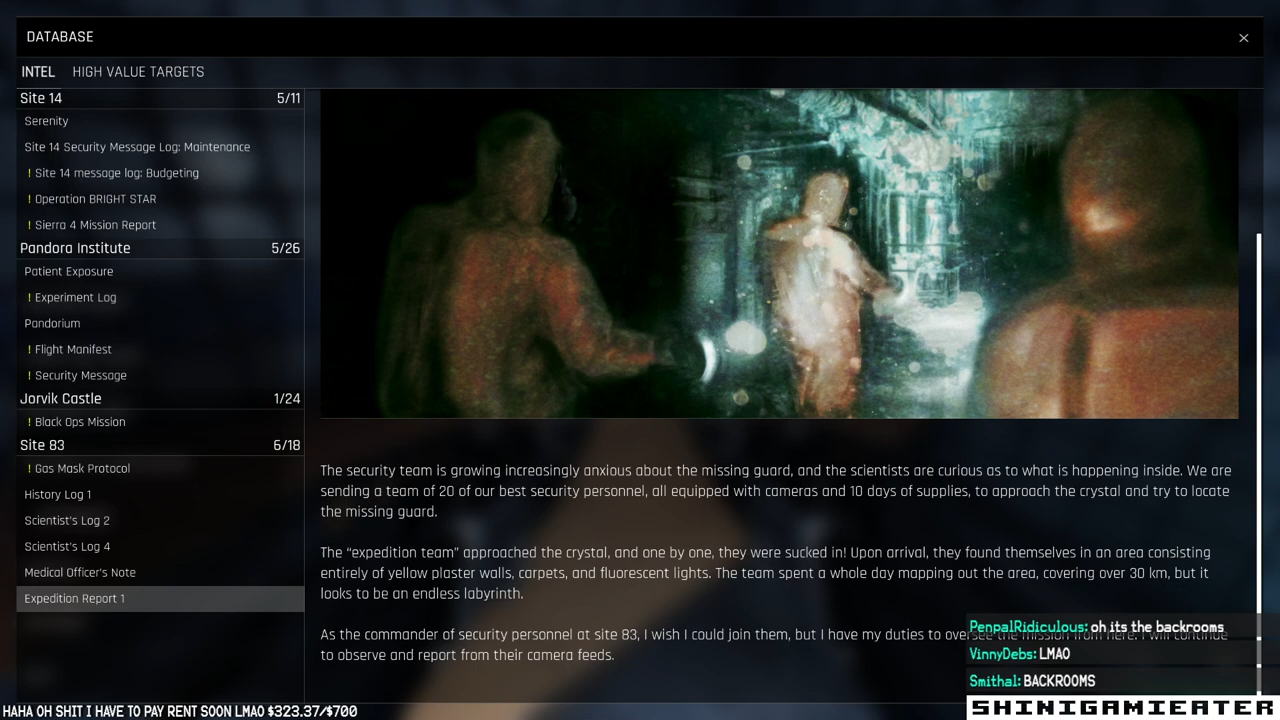 DATABASE
INTEL HIGH VALUE TARGETS
Site 14 5/11
Serenity
Site 14 Security Message Log: Maintenance
! Site 14 message log: Budgeting
! Operation BRIGHT STAR
! Sierra 4 Mission Report
Pandora Institute 5/26
Patient Exposure
! Experiment Log
Pandorium
! Flight Manifest
! Security Message
Jorvik Castle 1/24
! Black Ops Mission
Site 83 6/18
! Gas Mask Protocol
History Log 1
Scientist's Log 2
Scientist's Log 4
Medical Officer's Note
Expedition Report 1
The security team is growing increasingly anxious about the missing guard, and the scientists are curious as to what is happening inside. We are
sending a team of 20 of our best security personnel, all equipped with cameras and 10 days of supplies, to approach the crystal and try to locate
the missing guard.
The “expedition team” approached the crystal, and one by one, they were sucked in! Upon arrival, they found themselves in an area consisting
entirely of yellow plaster walls, carpets, and fluorescent lights. The team spent a whole day mapping out the area, covering over 30 km, but it
looks to be an endless labyrinth.
As the commander of security personnel at site 83, I wish I could join them, but I have my duties to oversee the mission from here. I will continue
to observe and report from their camera feeds.
PenpalRidiculous: oh its the backrooms
VinnyDebs: LMAO
Smithal: BACKROOMS
HAHA OH SHIT I HAVE TO PAY RENT SOON LMAO $323.37/$700
SHINIGAMIEATER